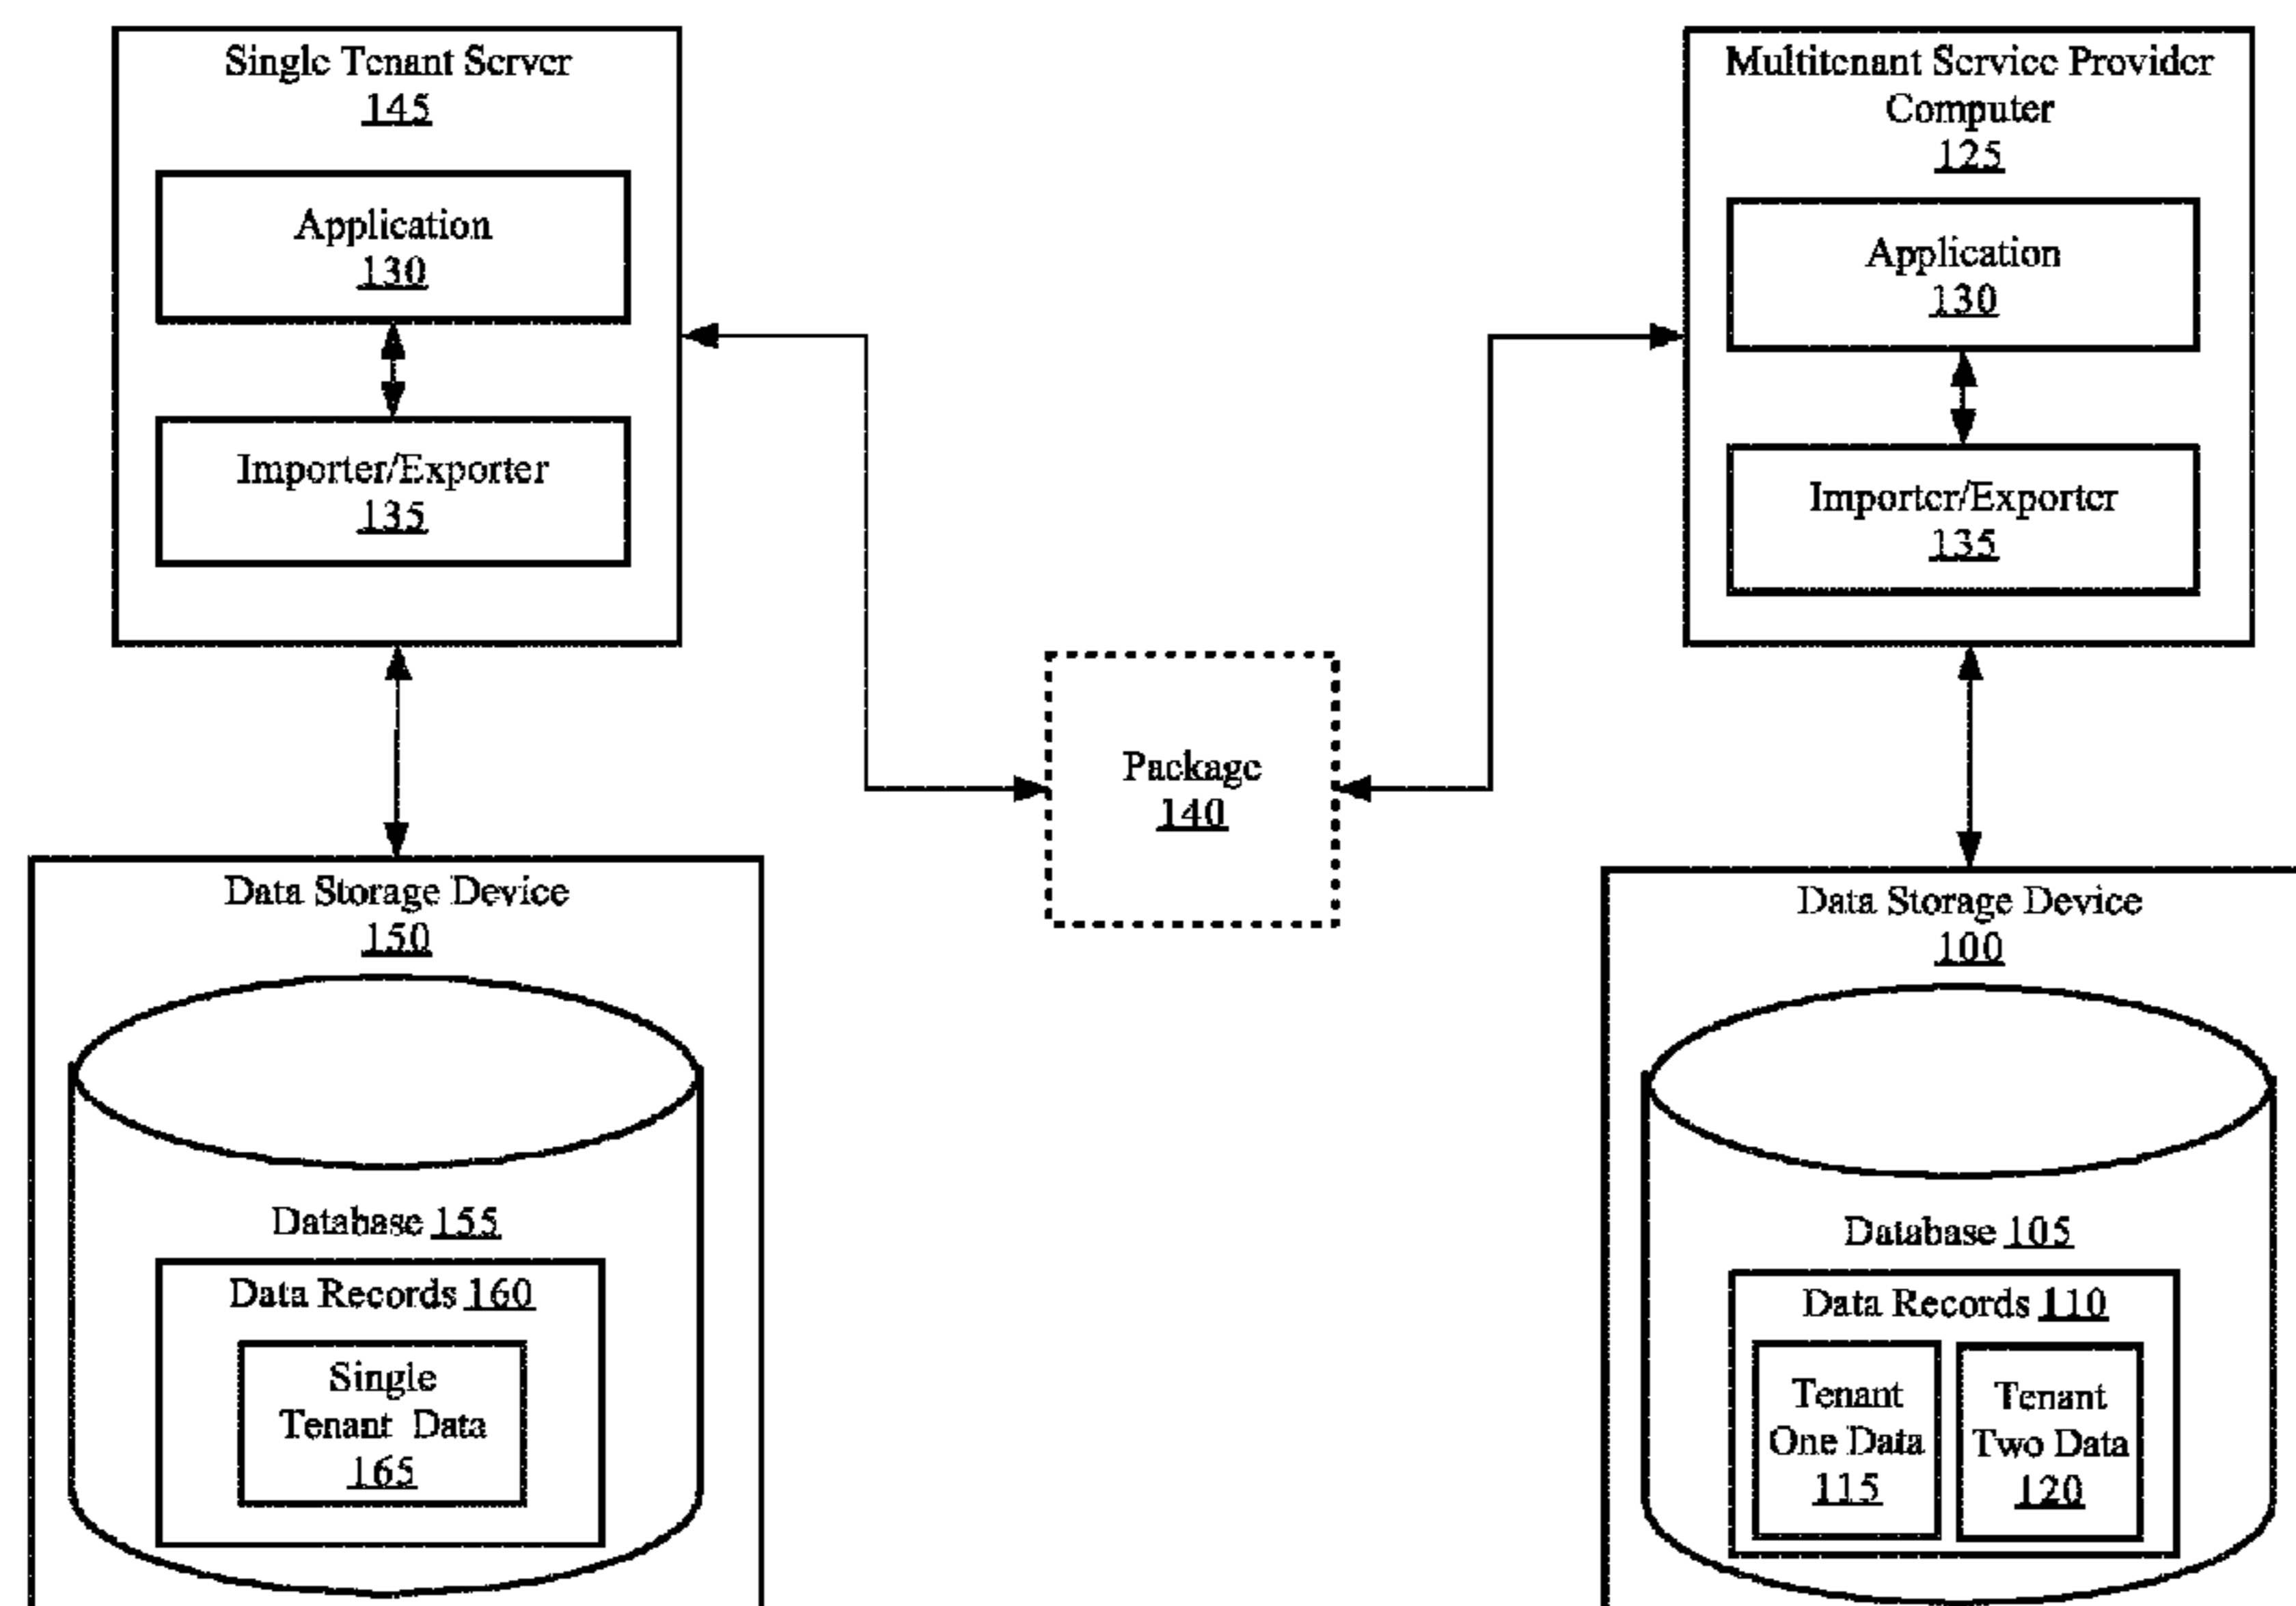 Single Tenant Server
145
Application
130
Importer/Exporter
135
Multitenant Service Provider
Computer
125
Application
130
Importer/Exporter
135
Package
140
Data Storage Device
150
Database 155
Data Records 160
Single
Tenant Data
165
Data Storage Device
100
Database 105
Data Records 110
Tenant
One Data
115
Tenant
Two Data
120